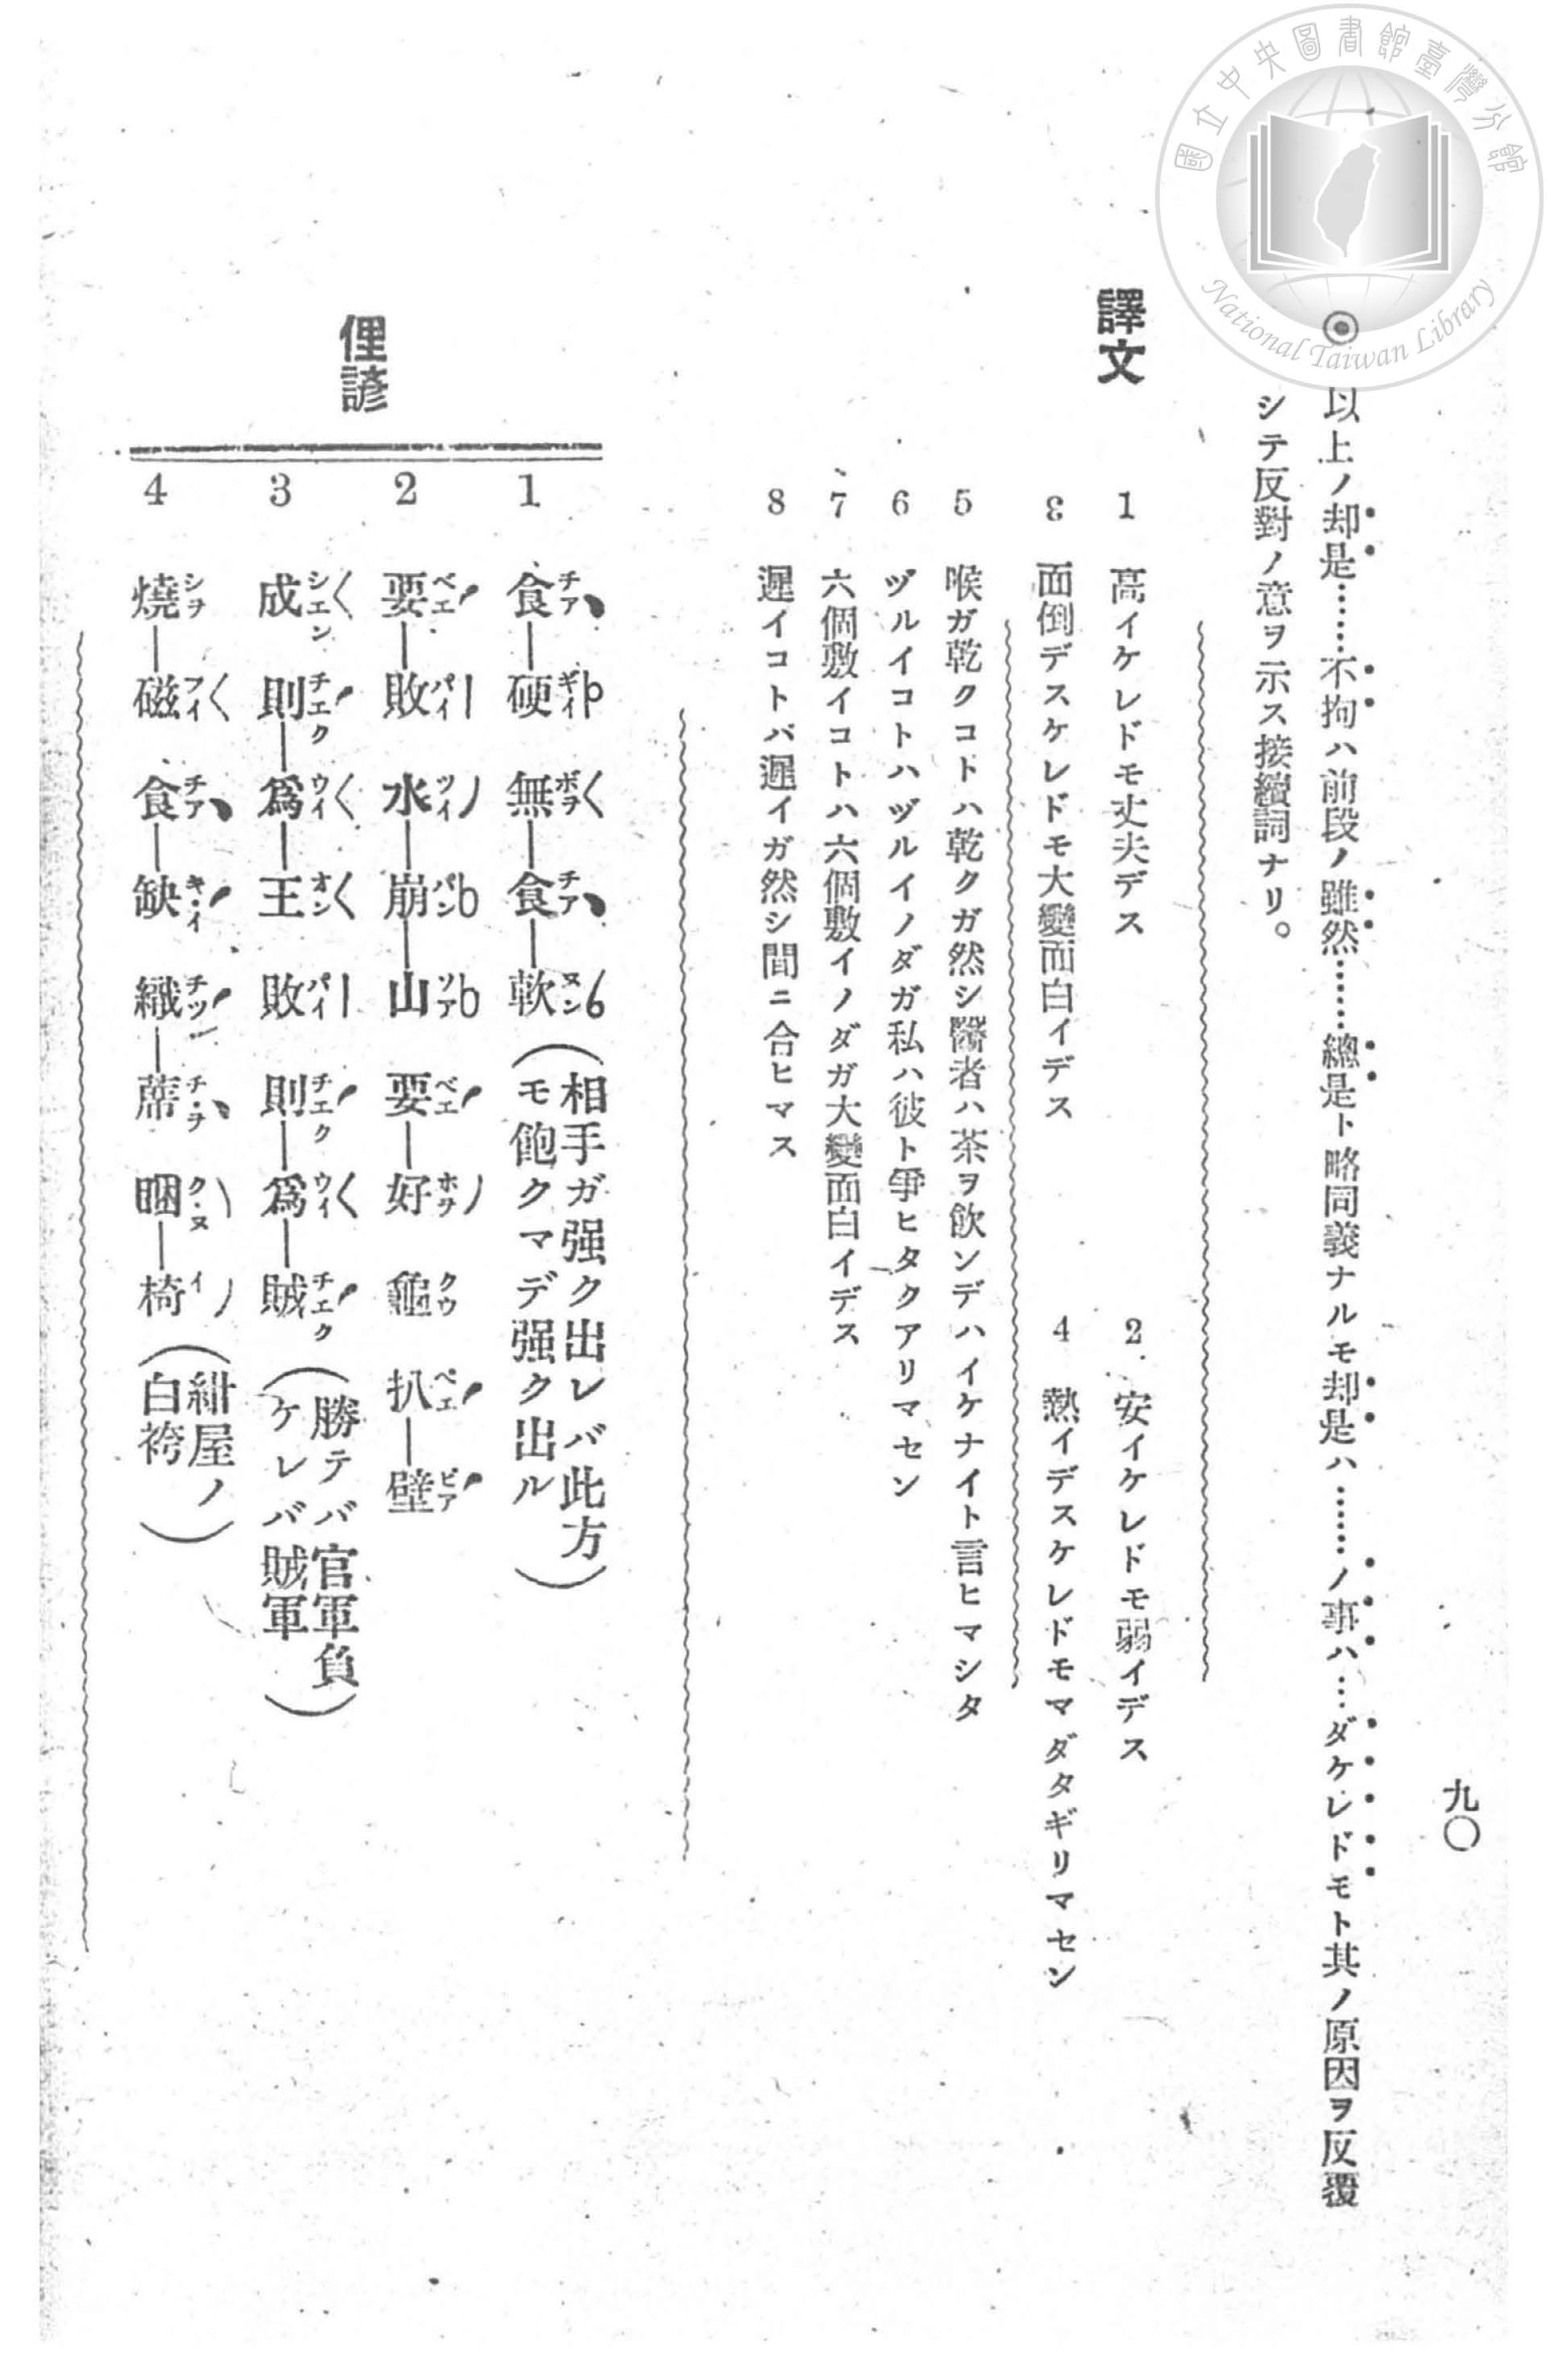 國立中央圖書館臺灣分館
National Taiwan Library
九〇
◎以上ノ却是……不拘ハ前段ノ雖然……總是ト略同義ナルモ却是ハ……ノ事ハ…ダケレドモト其ノ原因ヲ反覆
シテ反對ノ意ヲ示ス接續詞ナリ。
譯文
1 高イケレドモ丈夫デス
2 安イケレドモ弱イデス
3 面倒デスケレドモ大變面白イデス
4 熱イデスケレドモマダタギリマセン
5 喉ガ乾クコトハ乾クガ然シ醫者ハ茶ヲ飲ンデハイケナイト言ヒマシタ
6 ヅルイコトハヅルイノダガ私ハ彼ト爭ヒタクアリマセン
7 六個敷イコトハ六個敷イノダガ大變面白イデス
8 遲イコトバ遲イガ然シ間ニ合ヒマス
俚諺
1 食チア—硬ギイ 無ボヲ—食チア—軟ヌン(相手ガ强ク出レバ此方
モ飽クマデ强ク出ル)
2 要ベエ—敗パイ 水ツイ—崩パン—山ソア 要ベエ—好ホヲ 龜クウ 扒ペエ—壁ピア
3 成シエン 則チエク—爲ウイ—王オン 敗パイ 則チエク—爲ウイ—賊チエク(勝テバ官軍負
ケレバ賊軍)
4 燒シヲ—磁フイ 食チア—缺キイ 織チツ—蓆チヲ 睏クヌ—椅イ(紺屋ノ
白袴)